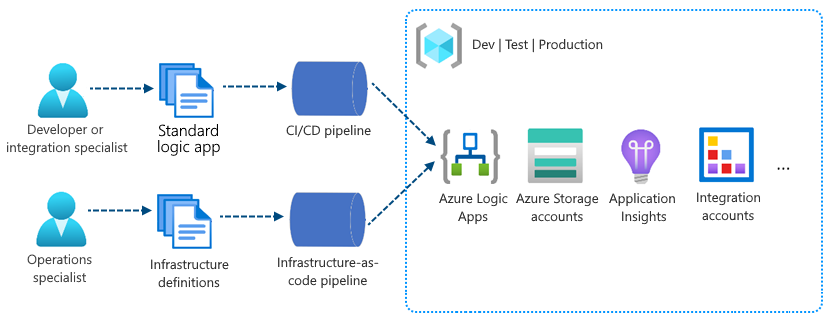 Dev | Test | Production
Developer or
integration specialist
Standard
logic app
CI/CD pipeline
Azure Logic
Apps
Azure Storage
accounts
Application
Insights
Integration
accounts
...
Operations
specialist
Infrastructure
definitions
Infrastructure-as-
code pipeline